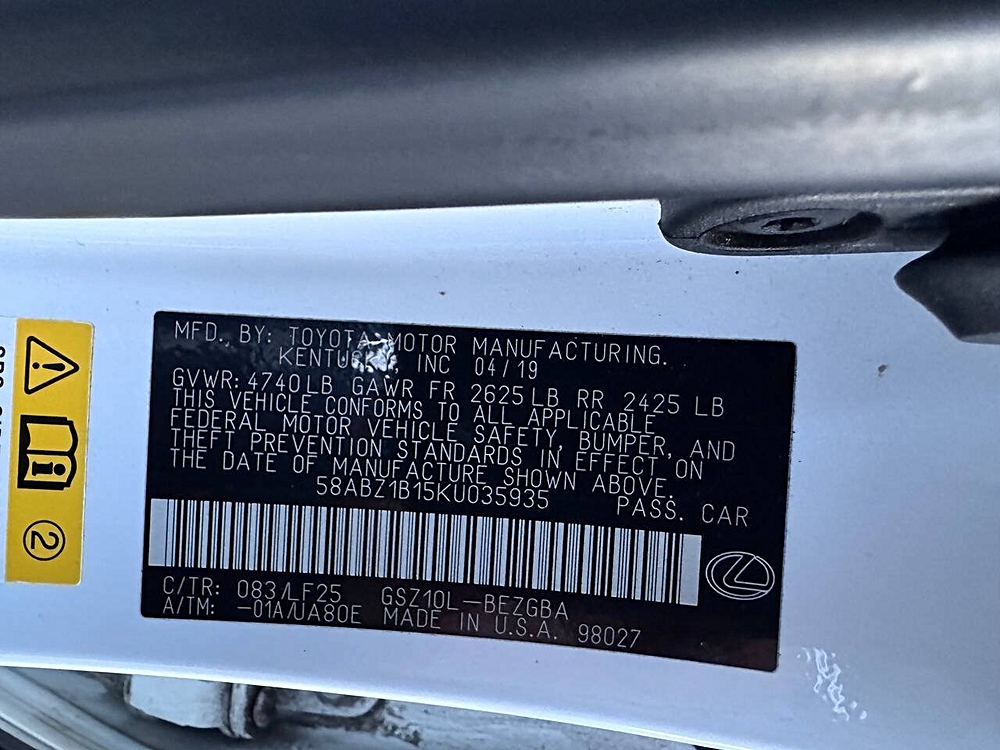 MFD. BY: TOYOTA MOTOR MANUFACTURING.
KENTUCKY, INC 04/19
GVWR: 4740LB GAWR FR 2625LB RR 2425 LB
THIS VEHICLE CONFORMS TO ALL APPLICABLE
FEDERAL MOTOR VEHICLE SAFETY, BUMPER, AND
THEFT PREVENTION STANDARDS IN EFFECT ON
THE DATE OF MANUFACTURE SHOWN ABOVE.
58ABZ1B15KU035935 PASS. CAR
C/TR: 083/LF25 GSZ10L-BEZGBA
A/TM: -01A/UA80E MADE IN U.S.A. 98027
2